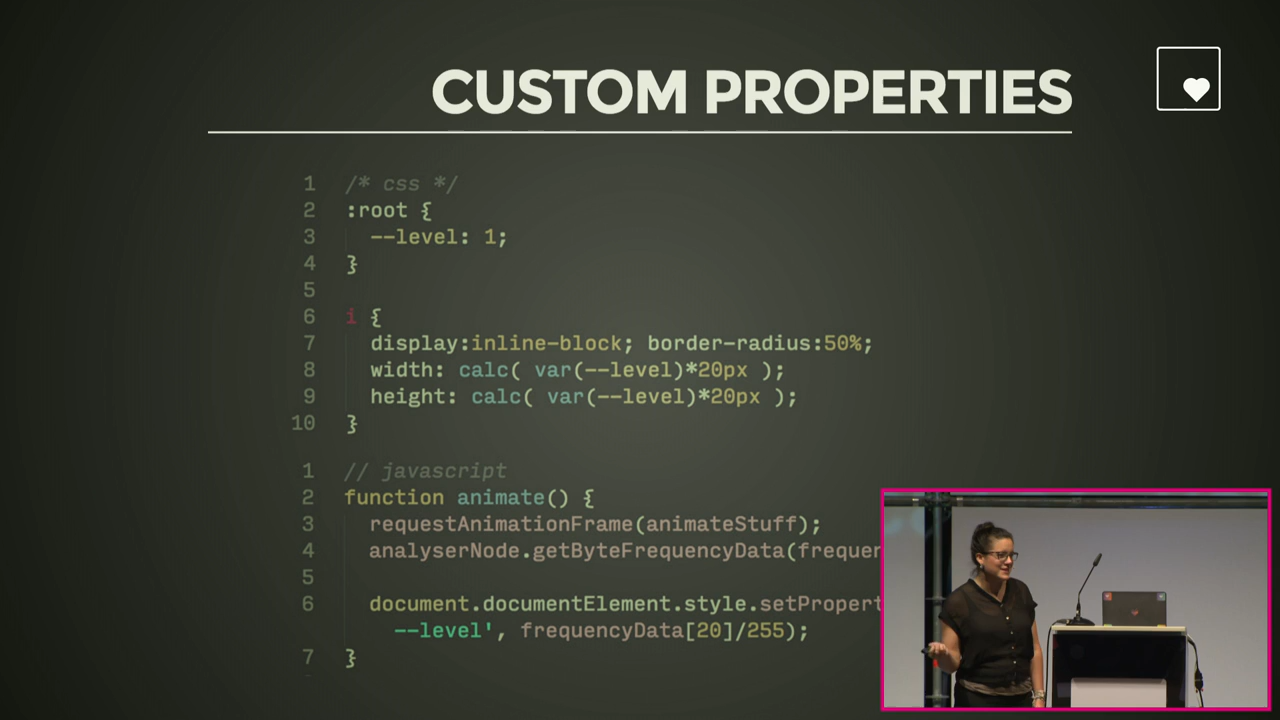 CUSTOM PROPERTIES
1 /* css */
2 :root {
3 --level: 1;
4 }
5
6 i {
7 display:inline-block; border-radius:50%;
8 width: calc( var(--level)*20px );
9 height: calc( var(--level)*20px );
10 }
1 // javascript
2 function animate() {
3 requestAnimationFrame(animateStuff);
4 analyserNode.getByteFrequencyData(frequen
5
6 document.documentElement.style.setPropert
--level', frequencyData[20]/255);
7 }